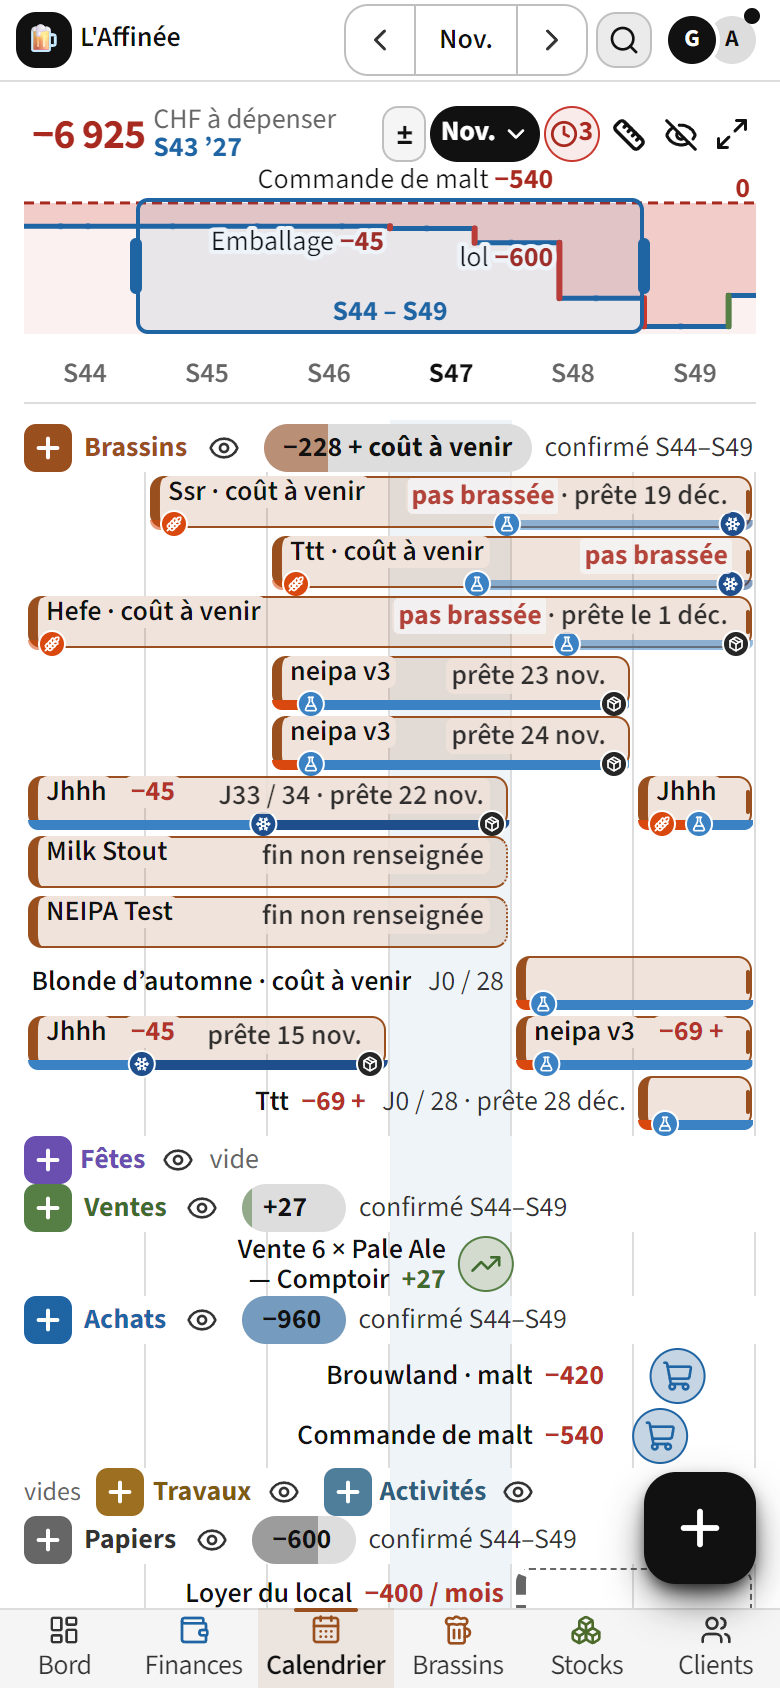 L'Affinée
Nov.
G
A
−6 925 CHF à dépenser
S43 ’27
±
Nov.
3
Commande de malt −540
0
Emballage −45
lol −600
S44 – S49
S44 S45 S46 S47 S48 S49
Brassins −228 + coût à venir confirmé S44–S49
Ssr · coût à venir pas brassée · prête 19 déc.
Ttt · coût à venir pas brassée
Hefe · coût à venir pas brassée · prête le 1 déc.
neipa v3 prête 23 nov.
neipa v3 prête 24 nov.
Jhhh −45 J33 / 34 · prête 22 nov. Jhhh
Milk Stout fin non renseignée
NEIPA Test fin non renseignée
Blonde d’automne · coût à venir J0 / 28
Jhhh −45 prête 15 nov. neipa v3 −69 +
Ttt −69 + J0 / 28 · prête 28 déc.
Fêtes vide
Ventes +27 confirmé S44–S49
Vente 6 × Pale Ale
— Comptoir +27
Achats −960 confirmé S44–S49
Brouwland · malt −420
Commande de malt −540
vides Travaux Activités
Papiers −600 confirmé S44–S49
Loyer du local −400 / mois
Bord Finances Calendrier Brassins Stocks Clients